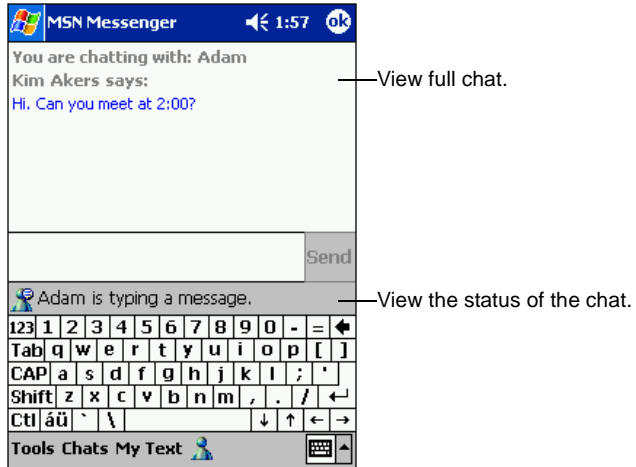 MSN Messenger 1:57 ok
You are chatting with: Adam
Kim Akers says:
View full chat.
Hi. Can you meet at 2:00?
Send
Adam is typing a message.
View the status of the chat.
123 1 2 3 4 5 6 7 8 9 0 - = 🡄
Tab q w e r t y u i o p [ ]
CAP a s d f g h j k l ; '
Shift z x c v b n m , . / ↵
Ctl áü ` \ ↓ ↑ ← →
Tools Chats My Text